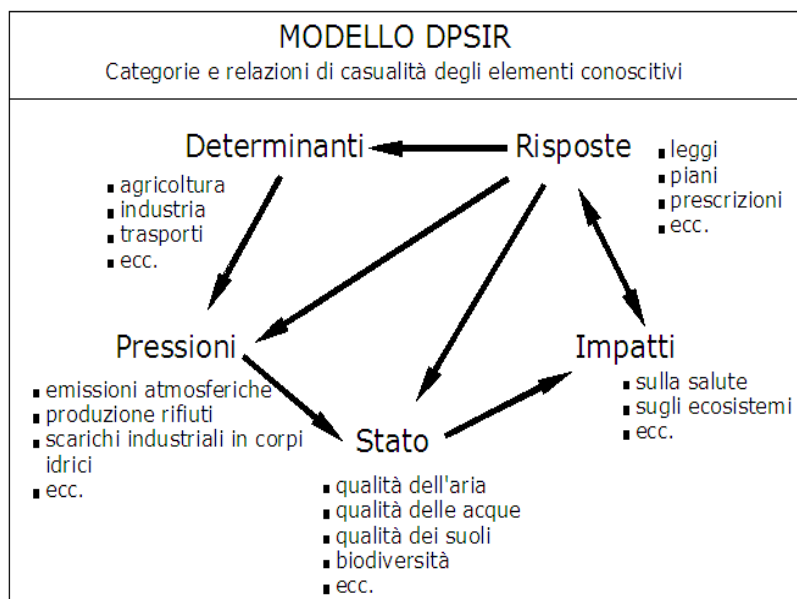 MODELLO DPSIR
Categorie e relazioni di casualità degli elementi conoscitivi
Determinanti
▪ agricoltura
▪ industria
▪ trasporti
▪ ecc.
Risposte
▪ leggi
▪ piani
▪ prescrizioni
▪ ecc.
Pressioni
▪ emissioni atmosferiche
▪ produzione rifiuti
▪ scarichi industriali in corpi
idrici
▪ ecc.
Stato
▪ qualità dell'aria
▪ qualità delle acque
▪ qualità dei suoli
▪ biodiversità
▪ ecc.
Impatti
▪ sulla salute
▪ sugli ecosistemi
▪ ecc.